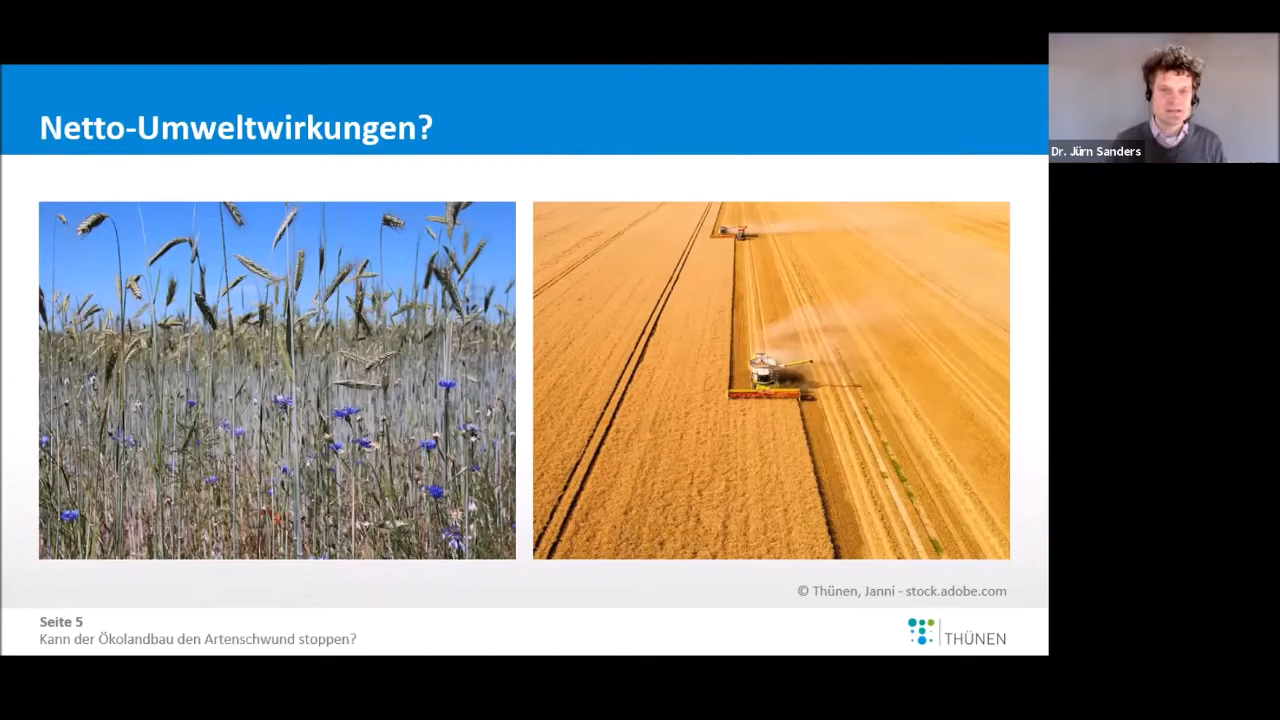 Netto-Umweltwirkungen?
Dr. Jürn Sanders
© Thünen, Janni - stock.adobe.com
Seite 5
Kann der Ökolandbau den Artenschwund stoppen?
THÜNEN